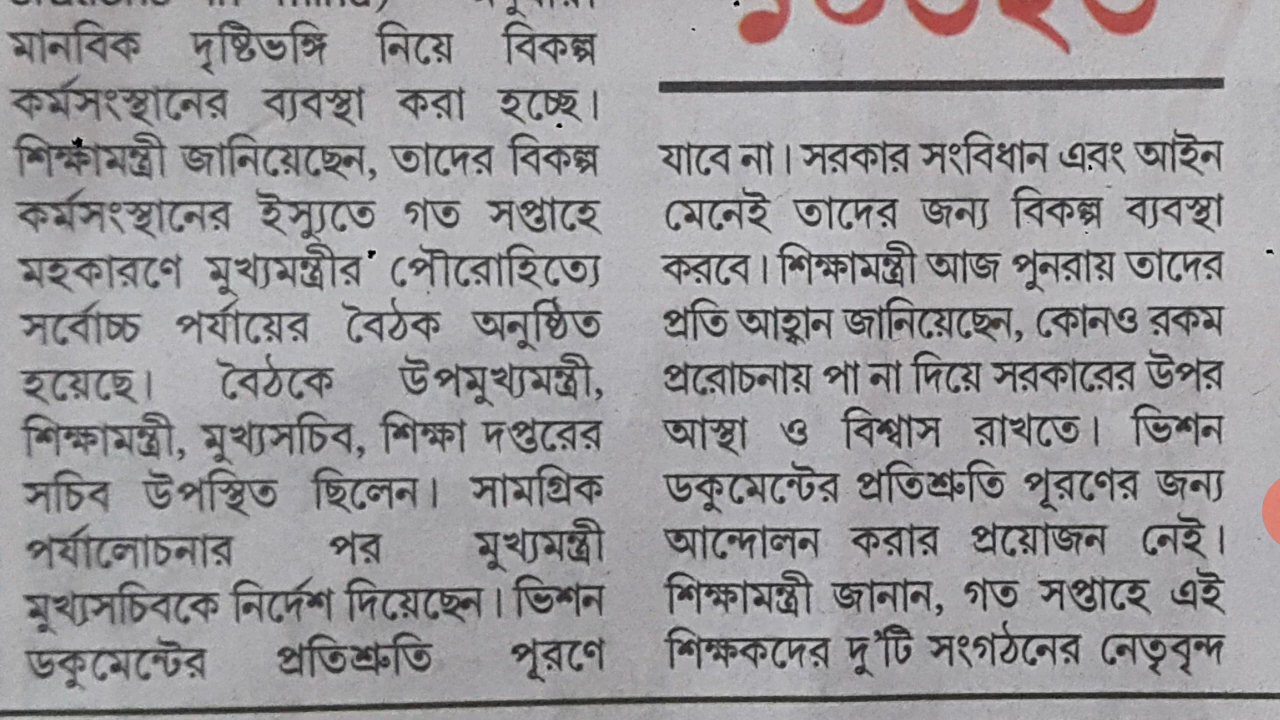 মানবিক দৃষ্টিভঙ্গি নিয়ে বিকল্প
কর্মসংস্থানের ব্যবস্থা করা হচ্ছে।
শিক্ষামন্ত্রী জানিয়েছেন, তাদের বিকল্প
কর্মসংস্থানের ইস্যুতে গত সপ্তাহে
মহাকারণে মুখ্যমন্ত্রীর পৌরোহিত্যে
সর্বোচ্চ পর্যায়ের বৈঠক অনুষ্ঠিত
হয়েছে। বৈঠকে উপমুখ্যমন্ত্রী,
শিক্ষামন্ত্রী, মুখ্যসচিব, শিক্ষা দপ্তরের
সচিব উপস্থিত ছিলেন। সামগ্রিক
পর্যালোচনার পর মুখ্যমন্ত্রী
মুখ্যসচিবকে নির্দেশ দিয়েছেন। ভিশন
ডকুমেন্টের প্রতিশ্রুতি পূরণে
যাবে না। সরকার সংবিধান এবং আইন
মেনেই তাদের জন্য বিকল্প ব্যবস্থা
করবে। শিক্ষামন্ত্রী আজ পুনরায় তাদের
প্রতি আহ্বান জানিয়েছেন, কোনও রকম
প্ররোচনায় পা না দিয়ে সরকারের উপর
আস্থা ও বিশ্বাস রাখতে। ভিশন
ডকুমেন্টের প্রতিশ্রুতি পূরণের জন্য
আন্দোলন করার প্রয়োজন নেই।
শিক্ষামন্ত্রী জানান, গত সপ্তাহে এই
শিক্ষকদের দু'টি সংগঠনের নেতৃবৃন্দ